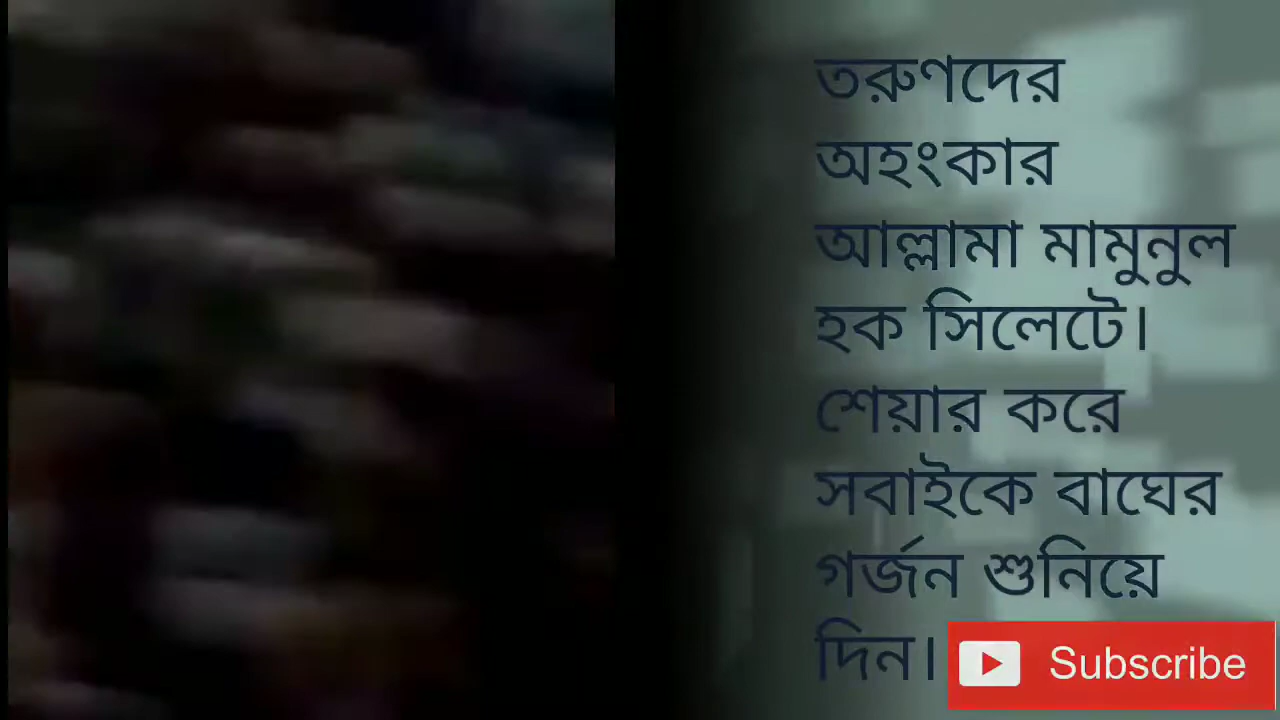 তরুণদের
অহংকার
আল্লামা মামুনুল
হক সিলেটে।
শেয়ার করে
সবাইকে বাঘের
গর্জন শুনিয়ে
দিন।
Subscribe